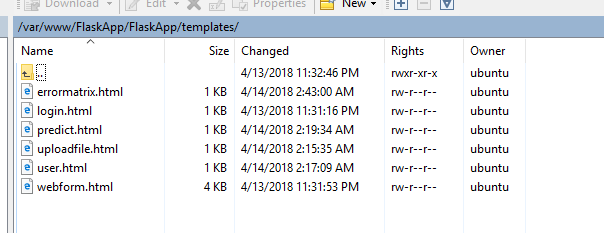 Download Edit Properties New
/var/www/FlaskApp/FlaskApp/templates/
Name Size Changed Rights Owner
.. 4/13/2018 11:32:46 PM rwxr-xr-x ubuntu
errormatrix.html 1 KB 4/14/2018 2:43:00 AM rw-r--r-- ubuntu
login.html 1 KB 4/13/2018 11:31:16 PM rw-r--r-- ubuntu
predict.html 1 KB 4/14/2018 2:19:34 AM rw-r--r-- ubuntu
uploadfile.html 1 KB 4/14/2018 2:15:35 AM rw-r--r-- ubuntu
user.html 1 KB 4/14/2018 2:17:09 AM rw-r--r-- ubuntu
webform.html 4 KB 4/13/2018 11:31:53 PM rw-r--r-- ubuntu